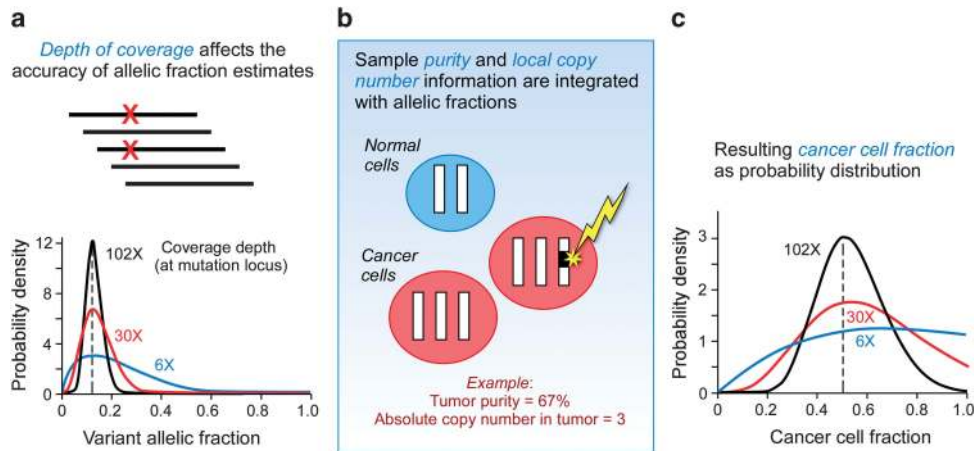 a
Depth of coverage affects the
accuracy of allelic fraction estimates
X
X
Probability density
12
9
6
3
0
102X
Coverage depth
(at mutation locus)
30X
6X
0
0.2
0.4
0.6
0.8
1.0
Variant allelic fraction
b
Sample purity and local copy
number information are integrated
with allelic fractions
Normal
cells
Cancer
cells
Example:
Tumor purity = 67%
Absolute copy number in tumor = 3
c
Resulting cancer cell fraction
as probability distribution
Probability density
3
2
1
0
102X
30X
6X
0
0.2
0.4
0.6
0.8
1.0
Cancer cell fraction